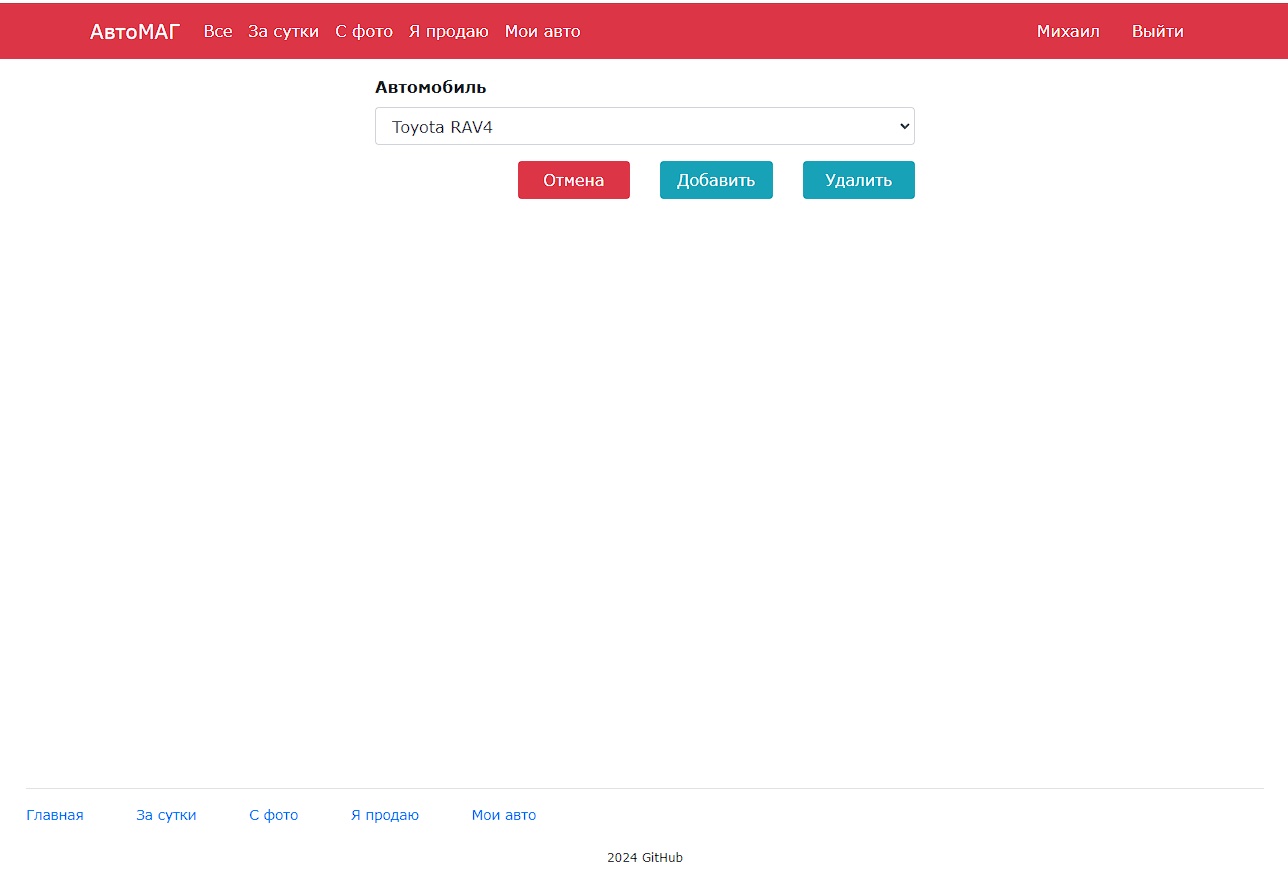 АвтоМАГ Все За сутки С фото Я продаю Мои авто Михаил Выйти
Автомобиль
Toyota RAV4
Отмена Добавить Удалить
Главная За сутки С фото Я продаю Мои авто
2024 GitHub